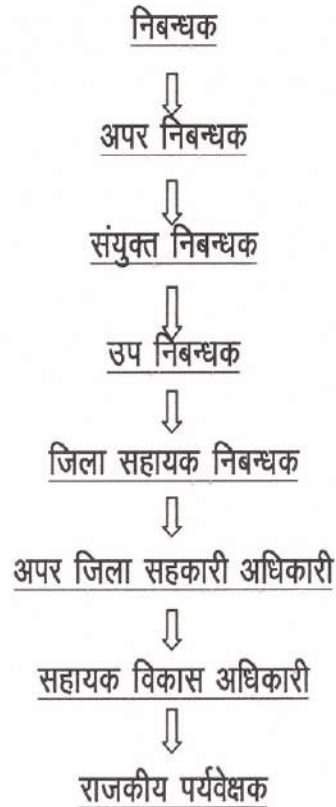 निबन्धक
अपर निबन्धक
संयुक्त निबन्धक
उप निबन्धक
जिला सहायक निबन्धक
अपर जिला सहकारी अधिकारी
सहायक विकास अधिकारी
राजकीय पर्यवेक्षक